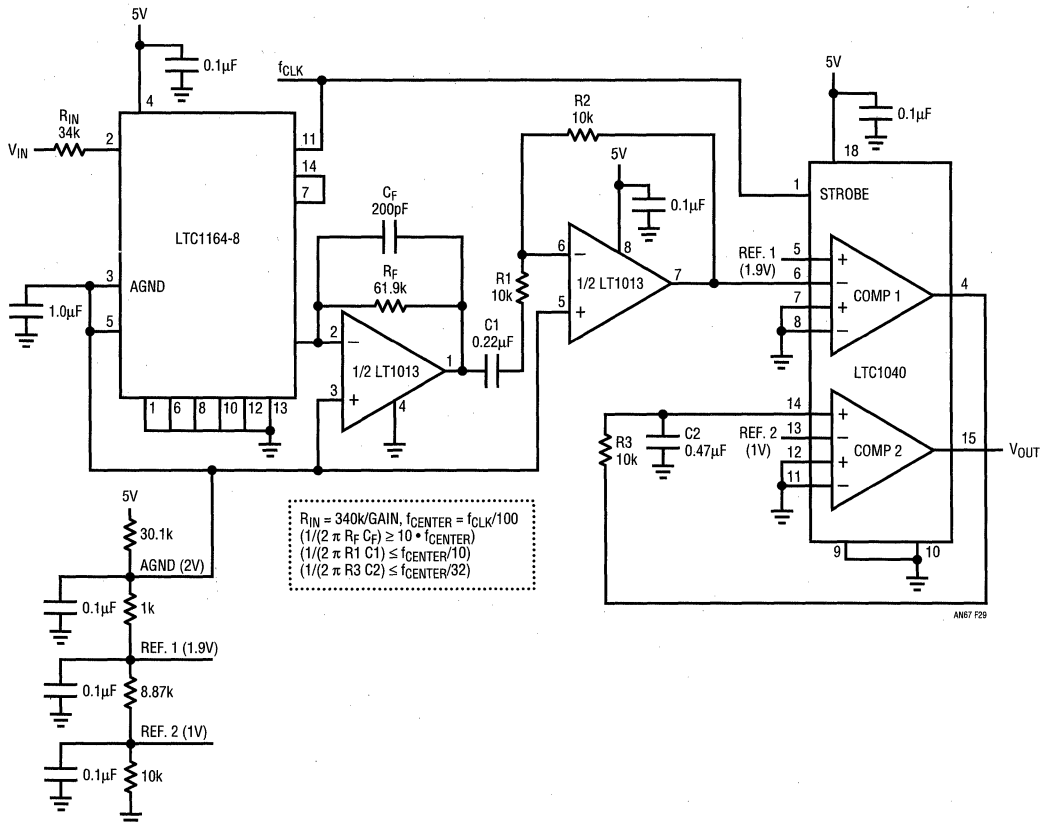 5V
0.1µF
fCLK
RIN
34k
VIN
2
4
11
14
7
LTC1164-8
3
AGND
5
1.0µF
1 6 8 10 12 13
CF
200pF
RF
61.9k
2
−
1/2 LT1013
1
3
+
4
C1
0.22µF
R1
10k
R2
10k
5V
0.1µF
8
6
−
1/2 LT1013
7
5
+
5V
0.1µF
18
1
STROBE
REF. 1
(1.9V)
5
+
6
−
7
+
8
−
COMP 1
4
LTC1040
14
+
REF. 2
(1V)
13
−
12
+
11
−
COMP 2
15
VOUT
R3
10k
C2
0.47µF
9
10
AN67 F29
5V
30.1k
AGND (2V)
0.1µF
1k
REF. 1 (1.9V)
0.1µF
8.87k
REF. 2 (1V)
0.1µF
10k
RIN = 340k/GAIN, fCENTER = fCLK/100
(1/(2 π RF CF) ≥ 10 • fCENTER)
(1/(2 π R1 C1) ≤ fCENTER/10)
(1/(2 π R3 C2) ≤ fCENTER/32)